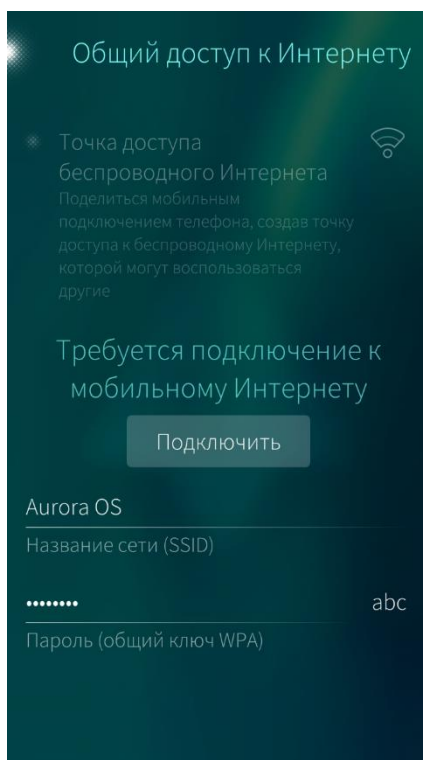 Общий доступ к Интернету
Точка доступа
беспроводного Интернета
Поделиться мобильным
подключением телефона, создав точку
доступа к беспроводному Интернету,
которой могут воспользоваться
другие
Требуется подключение к
мобильному Интернету
Подключить
Aurora OS
Название сети (SSID)
•••••••• abc
Пароль (общий ключ WPA)